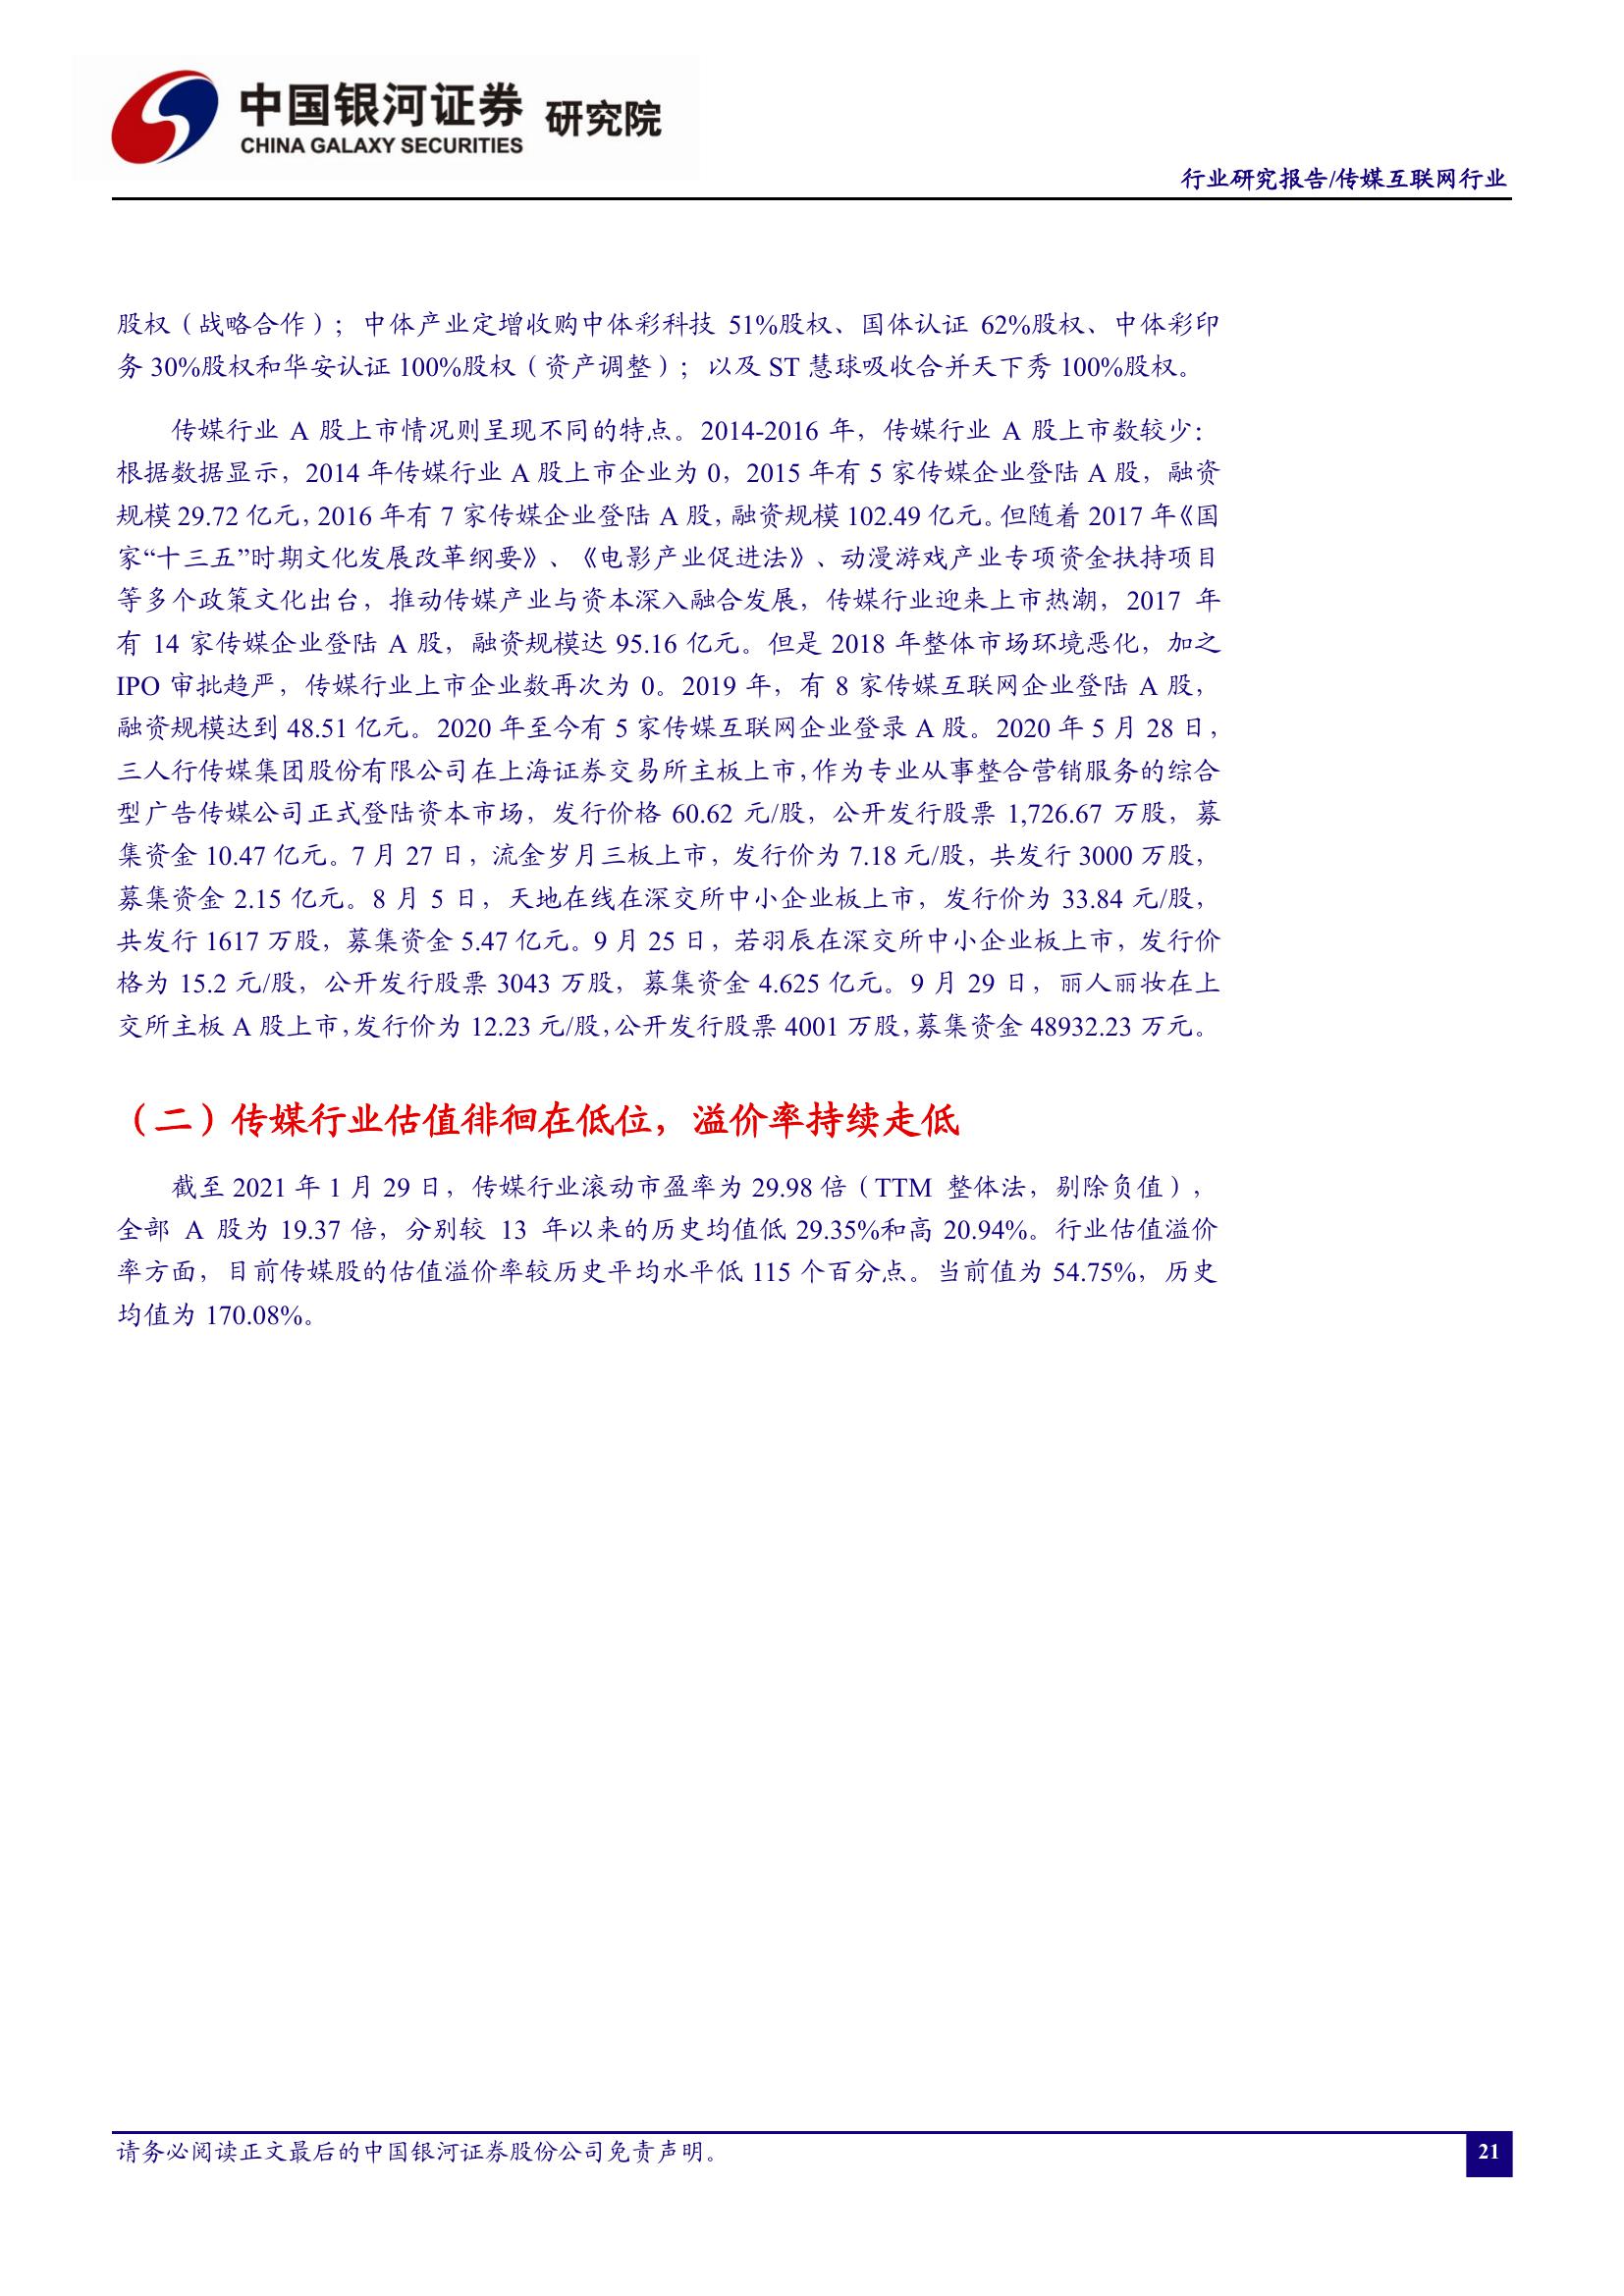 中国银河证券 研究院
CHINA GALAXY SECURITIES
行业研究报告/传媒互联网行业
股权（战略合作）；中体产业定增收购中体彩科技 51%股权、国体认证 62%股权、中体彩印
务 30%股权和华安认证 100%股权（资产调整）；以及 ST 慧球吸收合并天下秀 100%股权。
传媒行业 A 股上市情况则呈现不同的特点。2014-2016 年，传媒行业 A 股上市数较少：
根据数据显示，2014 年传媒行业 A 股上市企业为 0，2015 年有 5 家传媒企业登陆 A 股，融资
规模 29.72 亿元，2016 年有 7 家传媒企业登陆 A 股，融资规模 102.49 亿元。但随着 2017 年《国
家“十三五”时期文化发展改革纲要》、《电影产业促进法》、动漫游戏产业专项资金扶持项目
等多个政策文化出台，推动传媒产业与资本深入融合发展，传媒行业迎来上市热潮，2017 年
有 14 家传媒企业登陆 A 股，融资规模达 95.16 亿元。但是 2018 年整体市场环境恶化，加之
IPO 审批趋严，传媒行业上市企业数再次为 0。2019 年，有 8 家传媒互联网企业登陆 A 股，
融资规模达到 48.51 亿元。2020 年至今有 5 家传媒互联网企业登录 A 股。2020 年 5 月 28 日，
三人行传媒集团股份有限公司在上海证券交易所主板上市，作为专业从事整合营销服务的综合
型广告传媒公司正式登陆资本市场，发行价格 60.62 元/股，公开发行股票 1,726.67 万股，募
集资金 10.47 亿元。7 月 27 日，流金岁月三板上市，发行价为 7.18 元/股，共发行 3000 万股，
募集资金 2.15 亿元。8 月 5 日，天地在线在深交所中小企业板上市，发行价为 33.84 元/股，
共发行 1617 万股，募集资金 5.47 亿元。9 月 25 日，若羽辰在深交所中小企业板上市，发行价
格为 15.2 元/股，公开发行股票 3043 万股，募集资金 4.625 亿元。9 月 29 日，丽人丽妆在上
交所主板 A 股上市，发行价为 12.23 元/股，公开发行股票 4001 万股，募集资金 48932.23 万元。
（二）传媒行业估值徘徊在低位，溢价率持续走低
截至 2021 年 1 月 29 日，传媒行业滚动市盈率为 29.98 倍（TTM 整体法，剔除负值），
全部 A 股为 19.37 倍，分别较 13 年以来的历史均值低 29.35%和高 20.94%。行业估值溢价
率方面，目前传媒股的估值溢价率较历史平均水平低 115 个百分点。当前值为 54.75%，历史
均值为 170.08%。
请务必阅读正文最后的中国银河证券股份公司免责声明。
21